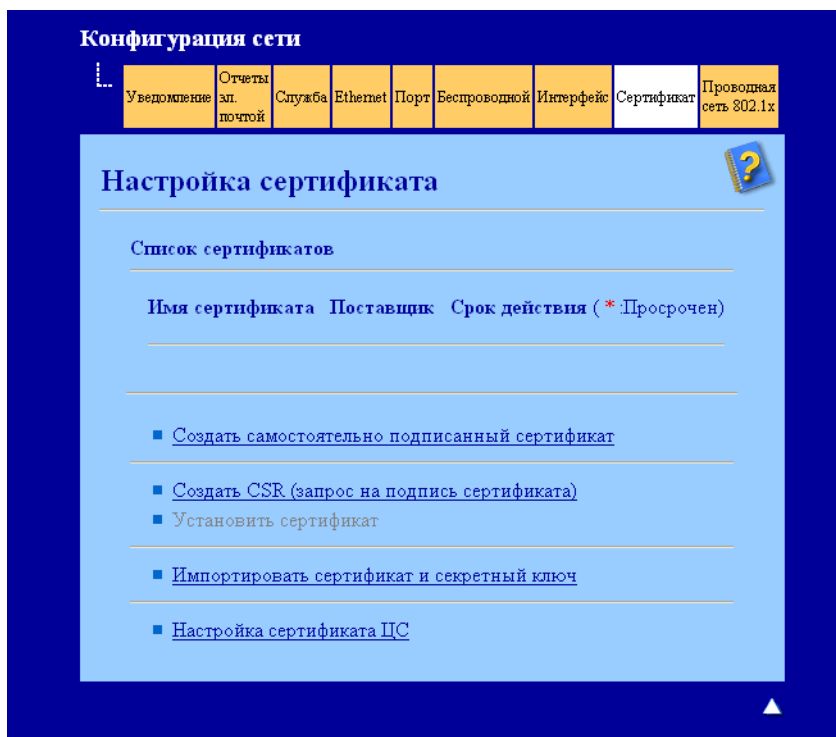 Конфигурация сети
Уведомление Отчеты эл. почтой Служба Ethernet Порт Беспроводной Интерфейс Сертификат Проводная сеть 802.1x
Настройка сертификата
?
Список сертификатов
Имя сертификата Поставщик Срок действия ( * :Просрочен)
Создать самостоятельно подписанный сертификат
Создать CSR (запрос на подпись сертификата)
Установить сертификат
Импортировать сертификат и секретный ключ
Настройка сертификата ЦС